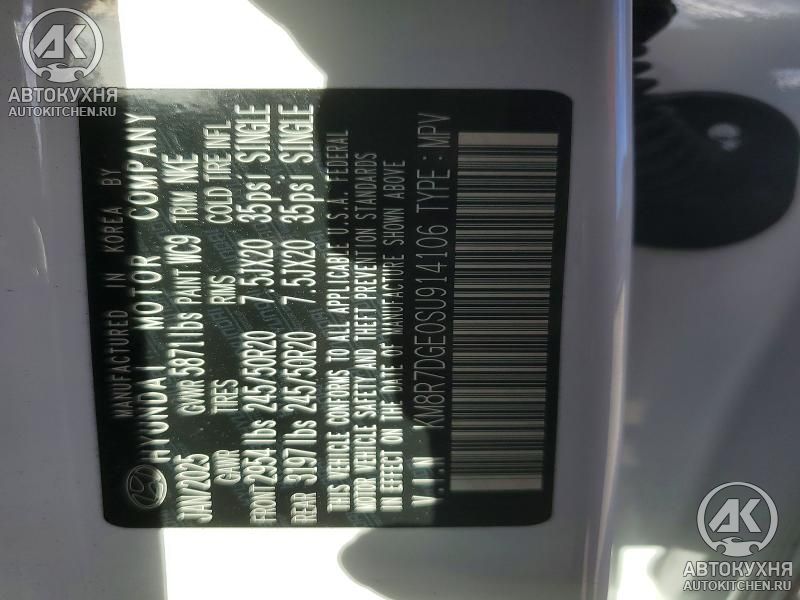 АВТОКУХНЯ
AUTOKITCHEN.RU
MANUFACTURED IN KOREA BY
HYUNDAI MOTOR COMPANY
JAN/2025 GVWR 5871lbs PAINT WC9 TRIM NKE
GAWR TIRES RMS COLD TIRE INFL
FRONT 2954lbs 245/50R20 7.5JX20 35psi SINGLE
REAR 3197lbs 245/50R20 7.5JX20 35psi SINGLE
THIS VEHICLE CONFORMS TO ALL APPLICABLE U.S.A. FEDERAL
MOTOR VEHICLE SAFETY AND THEFT PREVENTION STANDARDS
IN EFFECT ON THE DATE OF MANUFACTURE SHOWN ABOVE
V.I.N KM8R7DGE0SU914106 TYPE : MPV
АВТОКУХНЯ
AUTOKITCHEN.RU